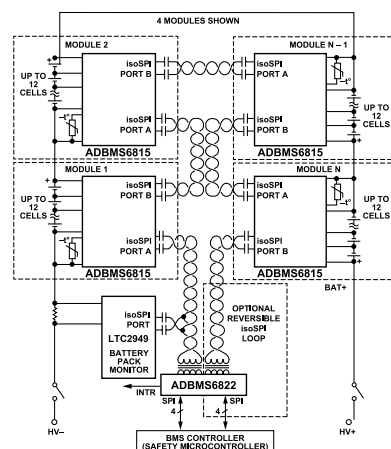 4 MODULES SHOWN
MODULE 2
+
UP TO
12
CELLS
–t°
isoSPI
PORT B
isoSPI
PORT A
ADBMS6815
MODULE N – 1
isoSPI
PORT A
isoSPI
PORT B
–t°
UP TO
12
CELLS
+
ADBMS6815
MODULE 1
+
UP TO
12
CELLS
–t°
isoSPI
PORT B
isoSPI
PORT A
ADBMS6815
MODULE N
isoSPI
PORT A
isoSPI
PORT B
–t°
UP TO
12
CELLS
+
ADBMS6815
BAT+
isoSPI
PORT
LTC2949
BATTERY
PACK
MONITOR
OPTIONAL
REVERSIBLE
isoSPI
LOOP
INTR
ADBMS6822
SPI
4
SPI
4
HV–
HV+
BMS CONTROLLER
(SAFETY MICROCONTROLLER)